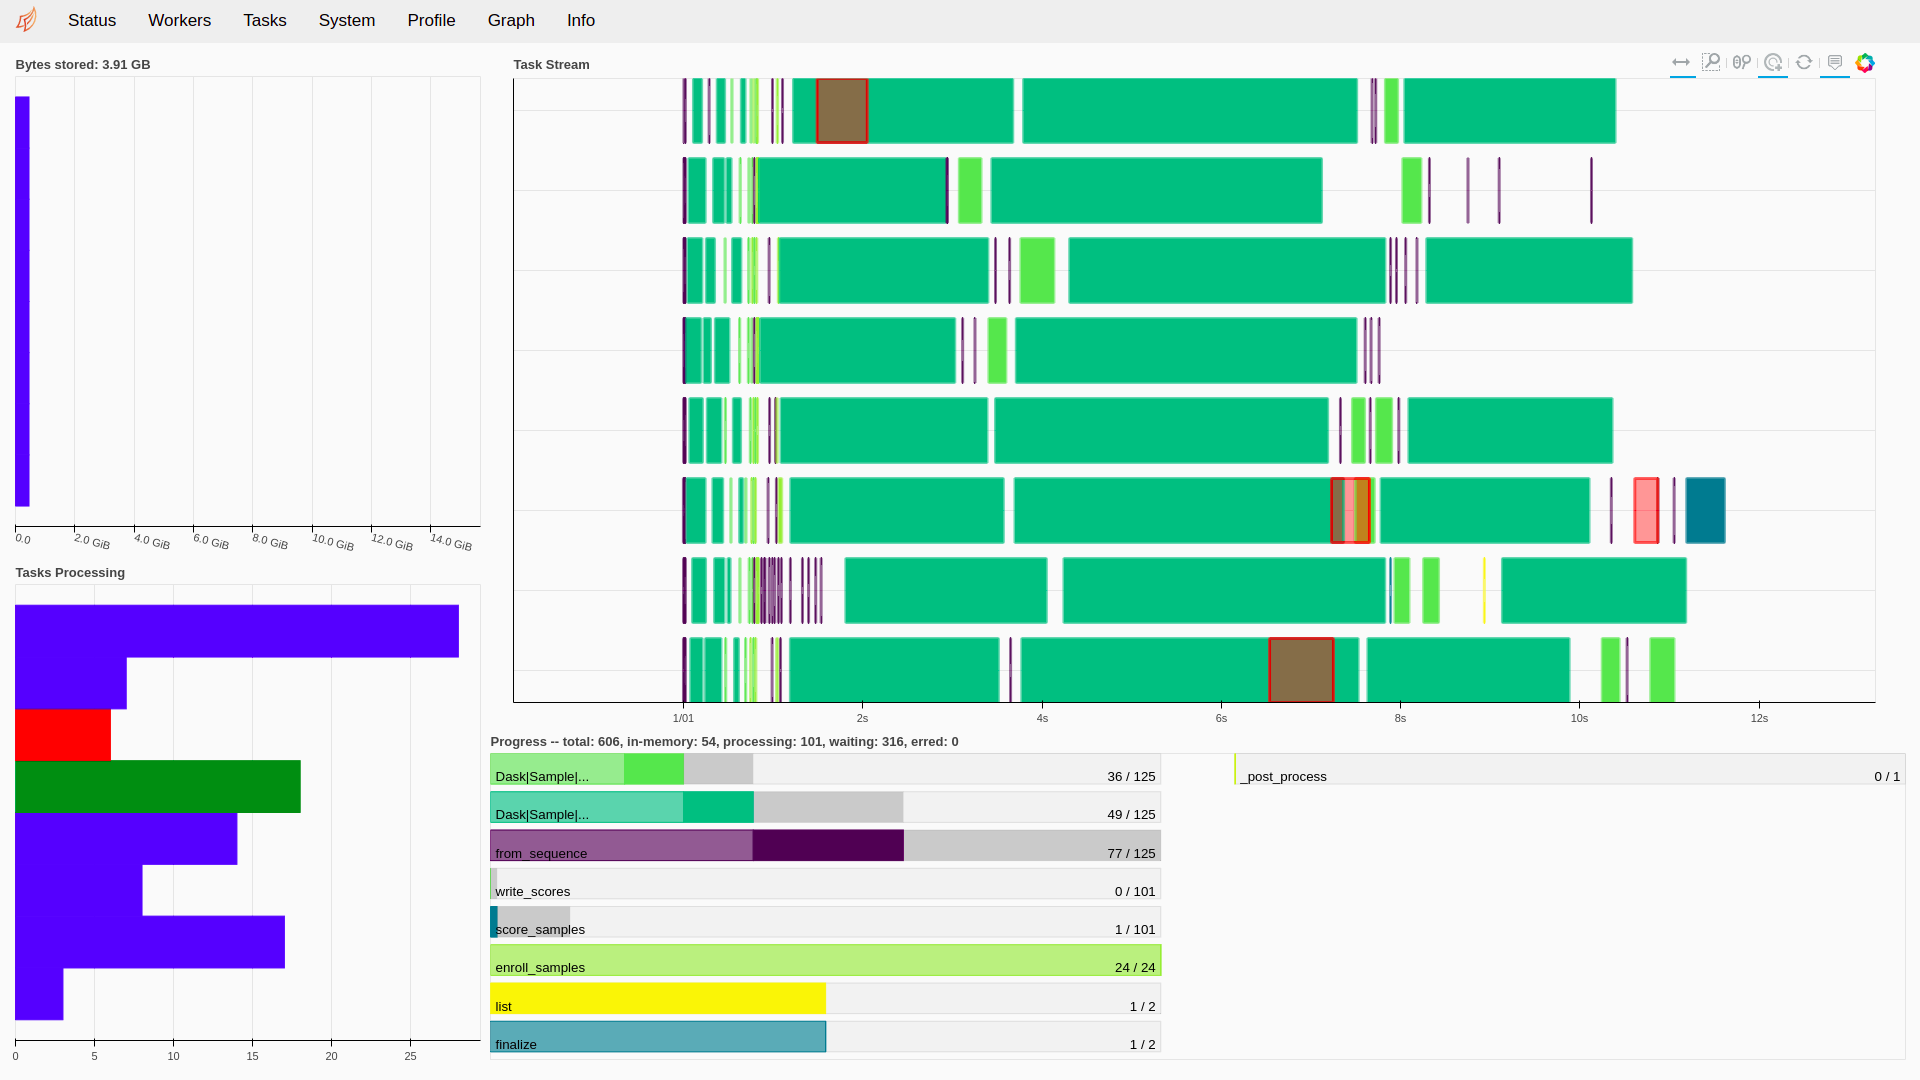 Status Workers Tasks System Profile Graph Info
Bytes stored: 3.91 GB
0.0 2.0 GiB 4.0 GiB 6.0 GiB 8.0 GiB 10.0 GiB 12.0 GiB 14.0 GiB
Tasks Processing
0 5 10 15 20 25
Task Stream
1/01 2s 4s 6s 8s 10s 12s
Progress -- total: 606, in-memory: 54, processing: 101, waiting: 316, erred: 0
Dask|Sample|... 36 / 125
Dask|Sample|... 49 / 125
from_sequence 77 / 125
write_scores 0 / 101
score_samples 1 / 101
enroll_samples 24 / 24
list 1 / 2
finalize 1 / 2
_post_process 0 / 1